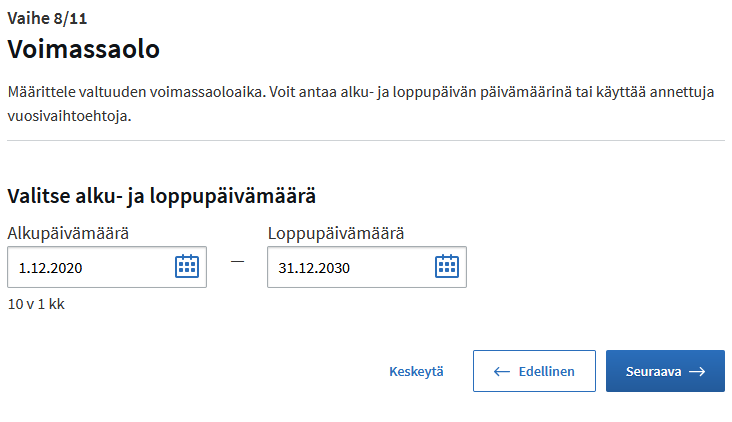 Vaihe 8/11
Voimassaolo
Määrittele valtuuden voimassaoloaika. Voit antaa alku- ja loppupäivän päivämäärinä tai käyttää annettuja
vuosivaihtoehtoja.
Valitse alku- ja loppupäivämäärä
Alkupäivämäärä
Loppupäivämäärä
1.12.2020
—
31.12.2030
10 v 1 kk
Keskeytä
← Edellinen
Seuraava →